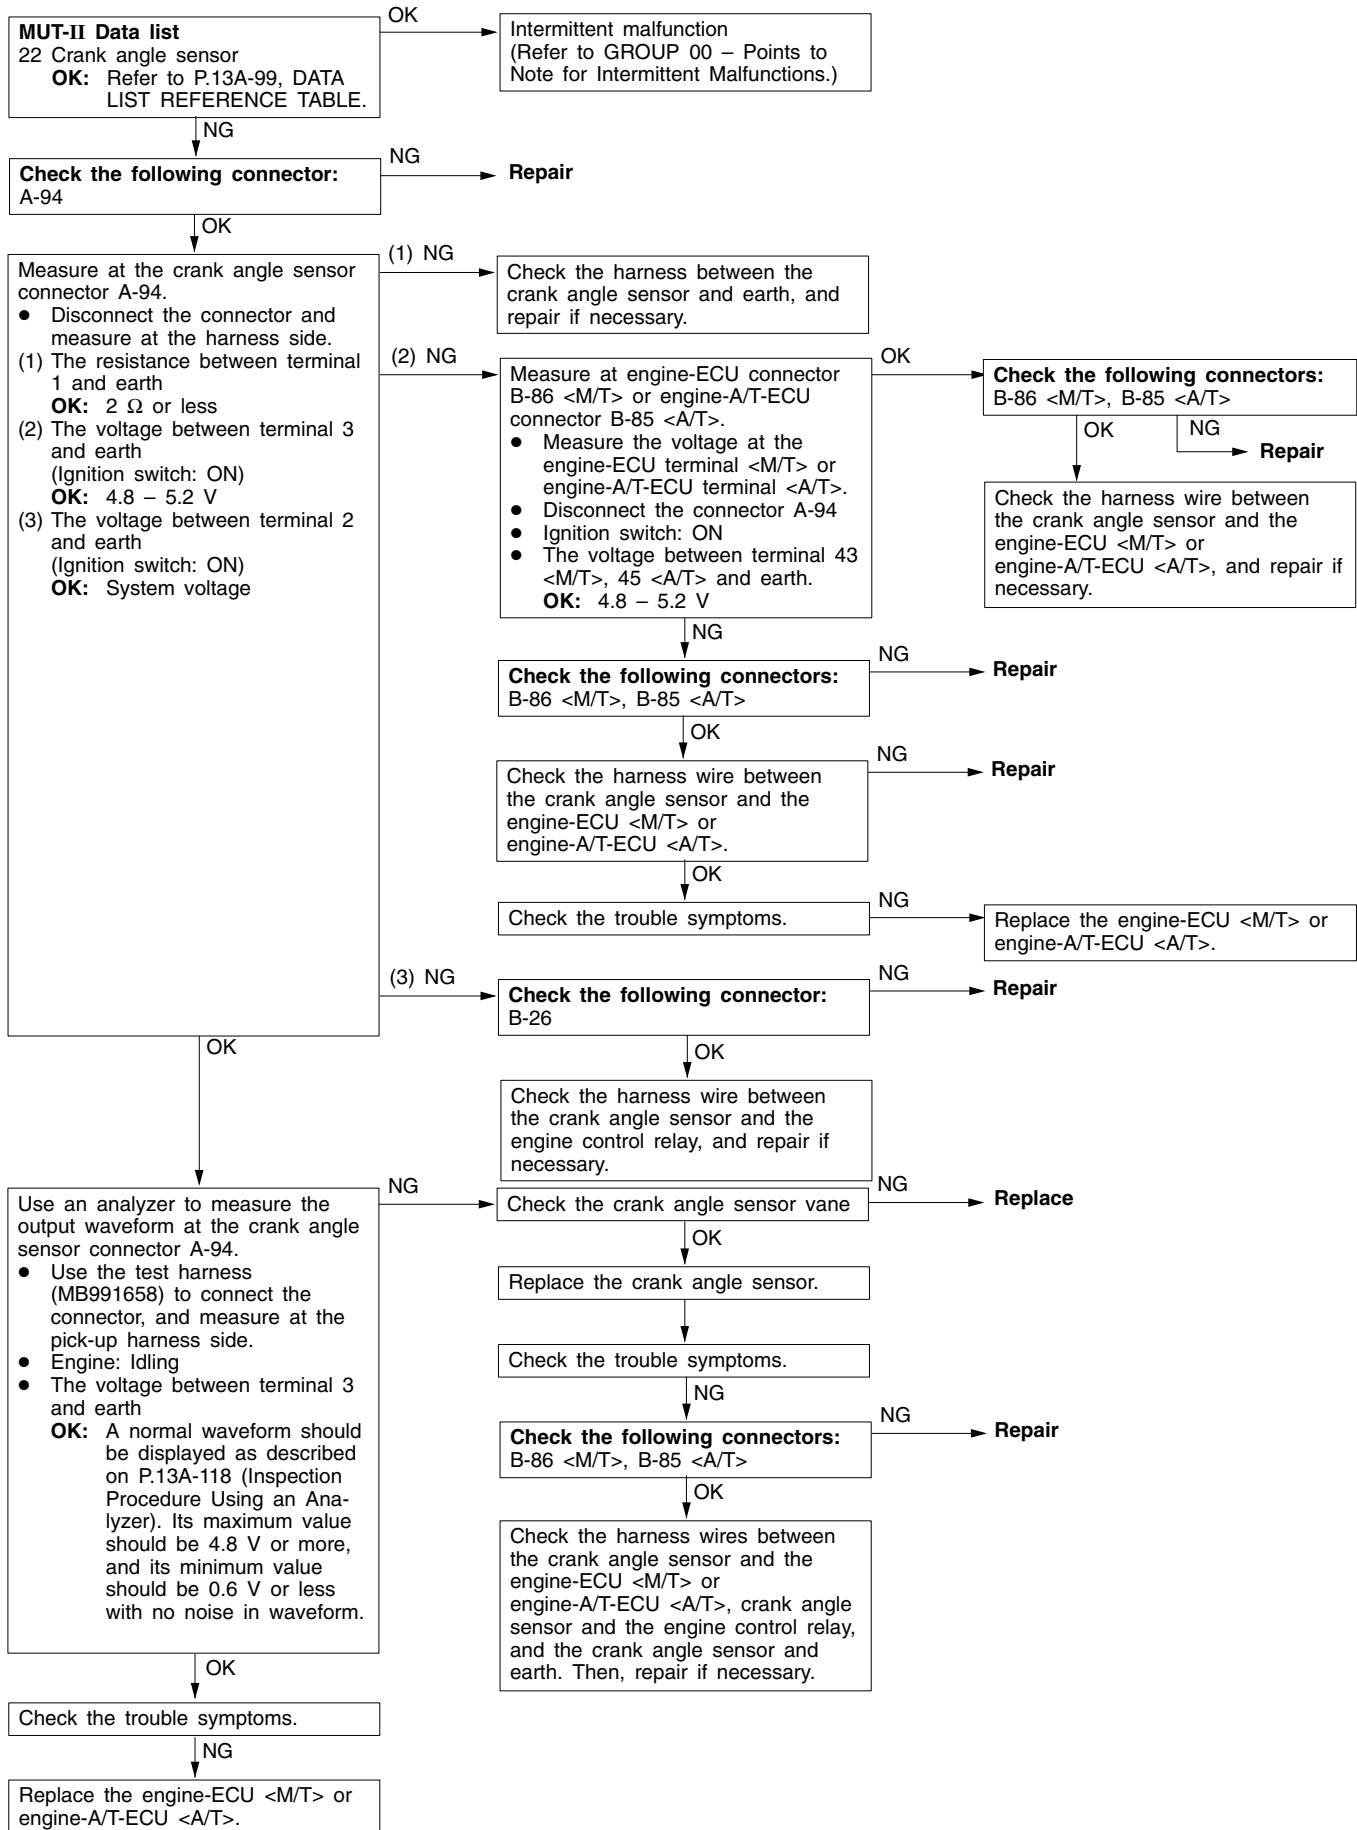 MUT-II Data list
22 Crank angle sensor
OK: Refer to P.13A-99, DATA
LIST REFERENCE TABLE.
OK
Intermittent malfunction
(Refer to GROUP 00 – Points to
Note for Intermittent Malfunctions.)
NG
Check the following connector:
A-94
NG
Repair
OK
Measure at the crank angle sensor
connector A-94.
● Disconnect the connector and
measure at the harness side.
(1) The resistance between terminal
1 and earth
OK: 2 Ω or less
(2) The voltage between terminal 3
and earth
(Ignition switch: ON)
OK: 4.8 – 5.2 V
(3) The voltage between terminal 2
and earth
(Ignition switch: ON)
OK: System voltage
(1) NG
Check the harness between the
crank angle sensor and earth, and
repair if necessary.
(2) NG
Measure at engine-ECU connector
B-86 <M/T> or engine-A/T-ECU
connector B-85 <A/T>.
● Measure the voltage at the
engine-ECU terminal <M/T> or
engine-A/T-ECU terminal <A/T>.
● Disconnect the connector A-94
● Ignition switch: ON
● The voltage between terminal 43
<M/T>, 45 <A/T> and earth.
OK: 4.8 – 5.2 V
OK
Check the following connectors:
B-86 <M/T>, B-85 <A/T>
OK
NG
Repair
Check the harness wire between
the crank angle sensor and the
engine-ECU <M/T> or
engine-A/T-ECU <A/T>, and repair if
necessary.
NG
Check the following connectors:
B-86 <M/T>, B-85 <A/T>
NG
Repair
OK
Check the harness wire between
the crank angle sensor and the
engine-ECU <M/T> or
engine-A/T-ECU <A/T>.
NG
Repair
OK
Check the trouble symptoms.
NG
Replace the engine-ECU <M/T> or
engine-A/T-ECU <A/T>.
(3) NG
Check the following connector:
B-26
NG
Repair
OK
Check the harness wire between
the crank angle sensor and the
engine control relay, and repair if
necessary.
OK
Use an analyzer to measure the
output waveform at the crank angle
sensor connector A-94.
● Use the test harness
(MB991658) to connect the
connector, and measure at the
pick-up harness side.
● Engine: Idling
● The voltage between terminal 3
and earth
OK: A normal waveform should
be displayed as described
on P.13A-118 (Inspection
Procedure Using an Ana-
lyzer). Its maximum value
should be 4.8 V or more,
and its minimum value
should be 0.6 V or less
with no noise in waveform.
NG
Check the crank angle sensor vane
NG
Replace
OK
Replace the crank angle sensor.
Check the trouble symptoms.
NG
Check the following connectors:
B-86 <M/T>, B-85 <A/T>
NG
Repair
OK
Check the harness wires between
the crank angle sensor and the
engine-ECU <M/T> or
engine-A/T-ECU <A/T>, crank angle
sensor and the engine control relay,
and the crank angle sensor and
earth. Then, repair if necessary.
OK
Check the trouble symptoms.
NG
Replace the engine-ECU <M/T> or
engine-A/T-ECU <A/T>.